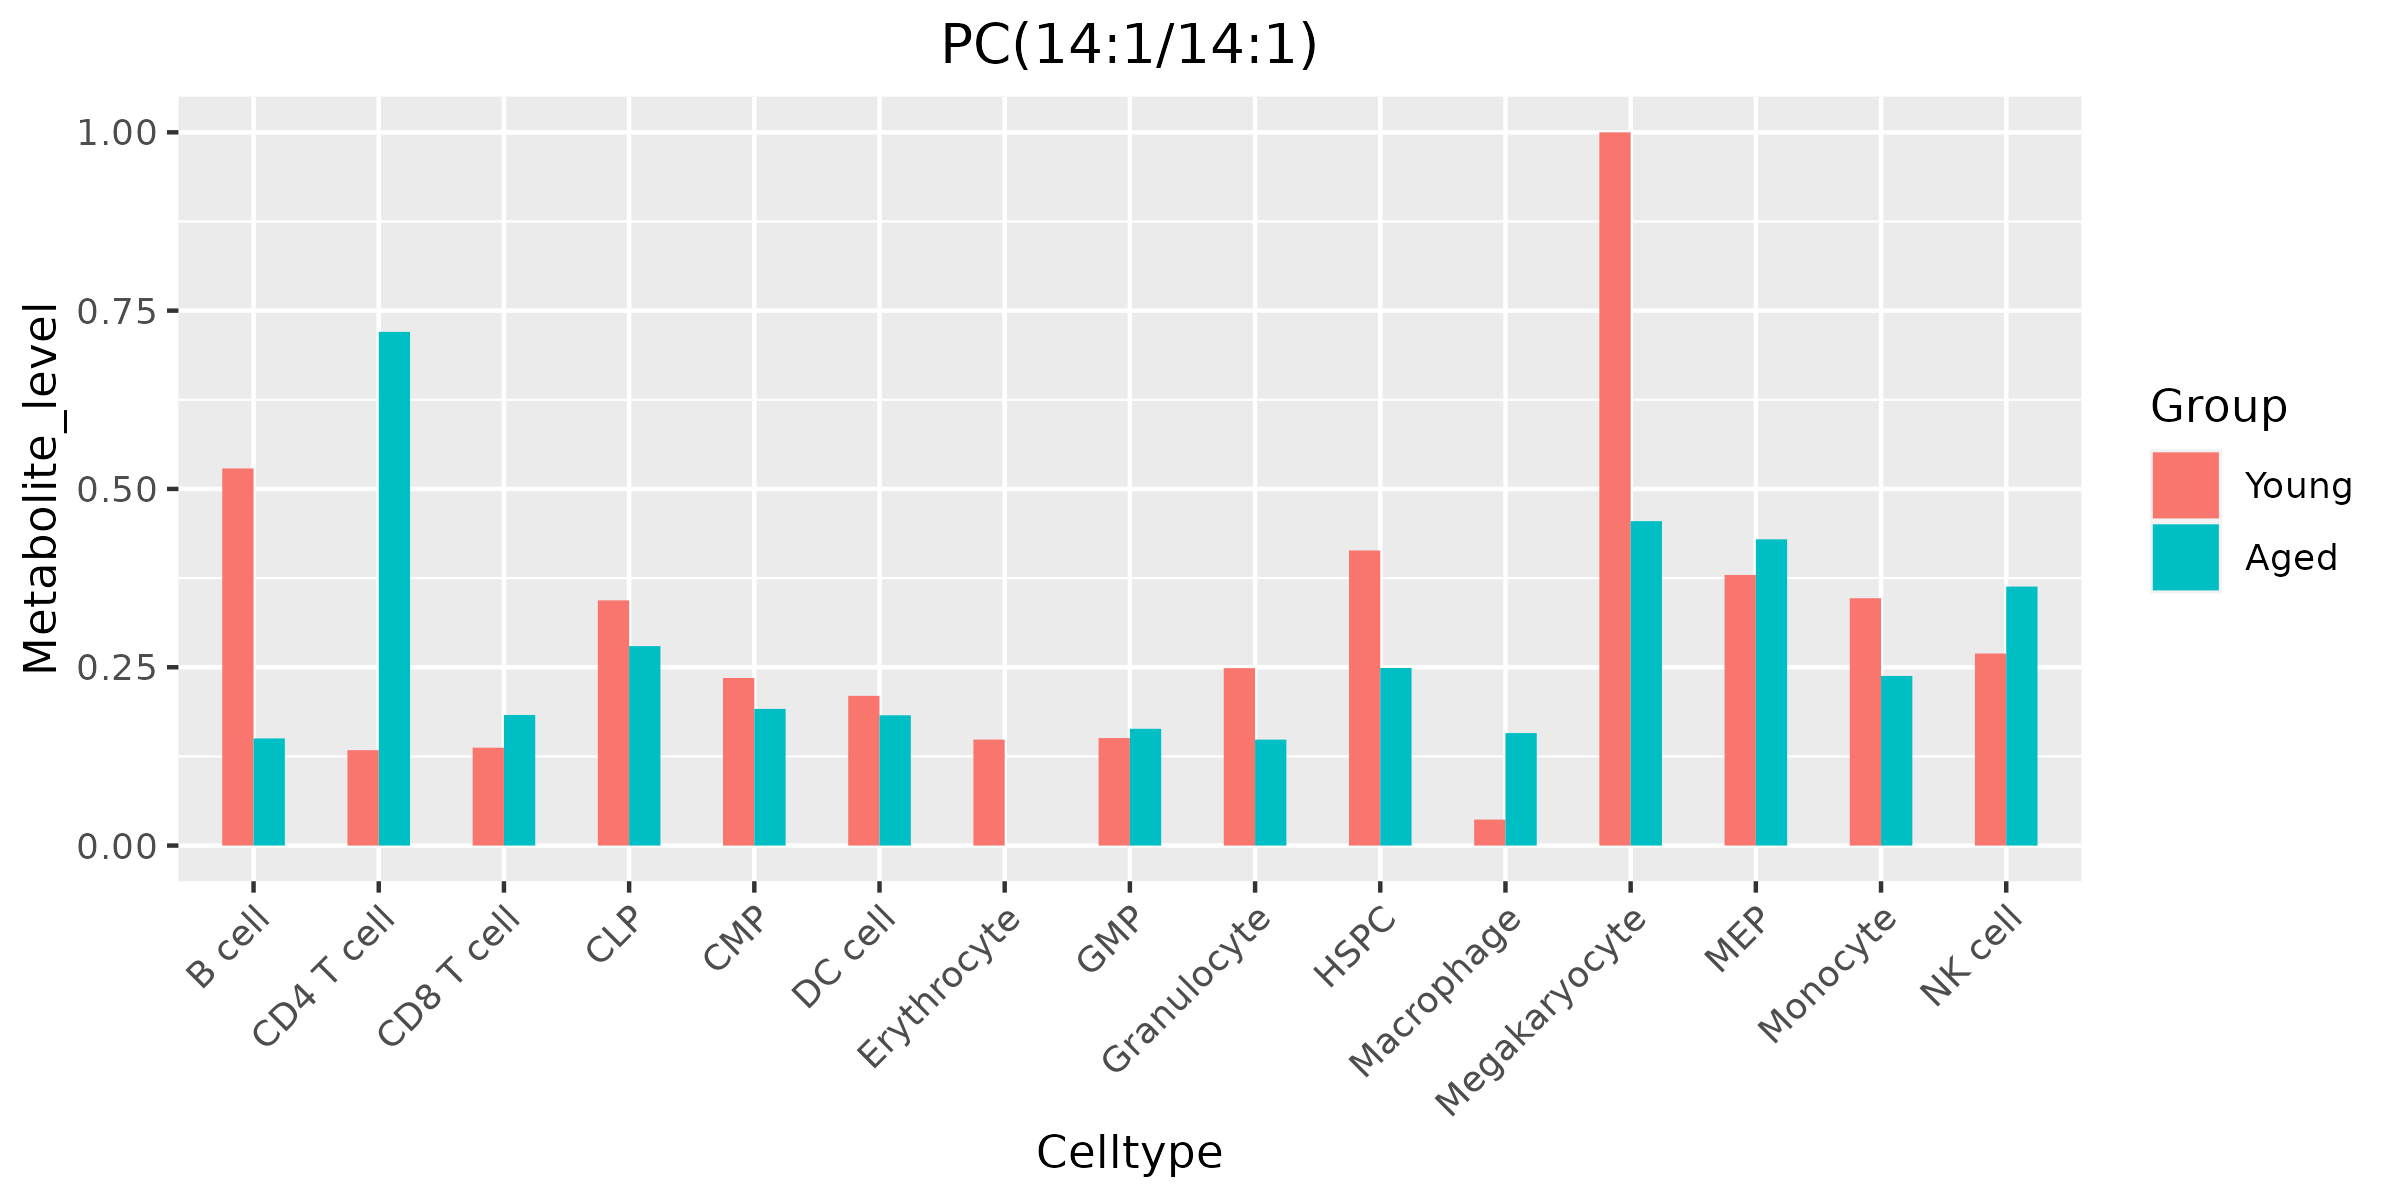 PC(14:1/14:1)
Metabolite_level
1.00
0.75
0.50
0.25
0.00
B cell
CD4 T cell
CD8 T cell
CLP
CMP
DC cell
Erythrocyte
GMP
Granulocyte
HSPC
Macrophage
Megakaryocyte
MEP
Monocyte
NK cell
Celltype
Group
Young
Aged